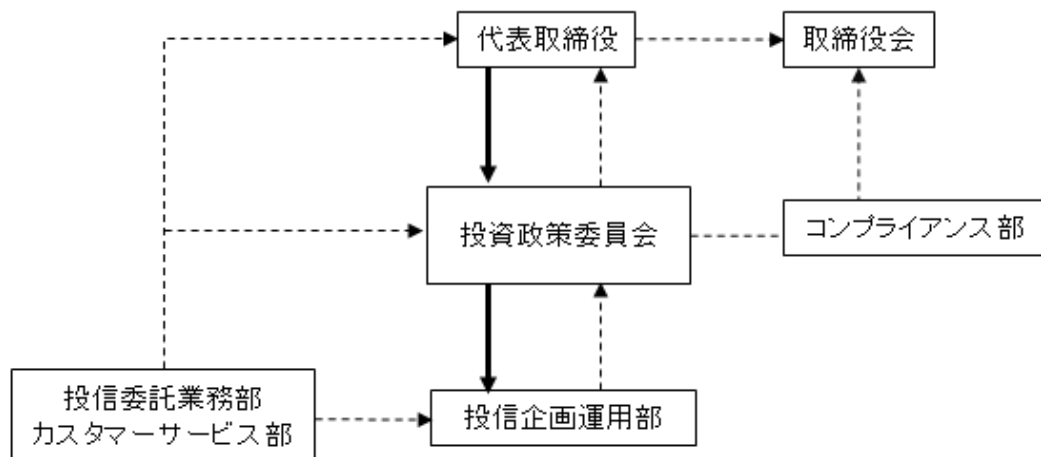 代表取締役
取締役会
投資政策委員会
コンプライアンス部
投信委託業務部
カスタマーサービス部
投信企画運用部